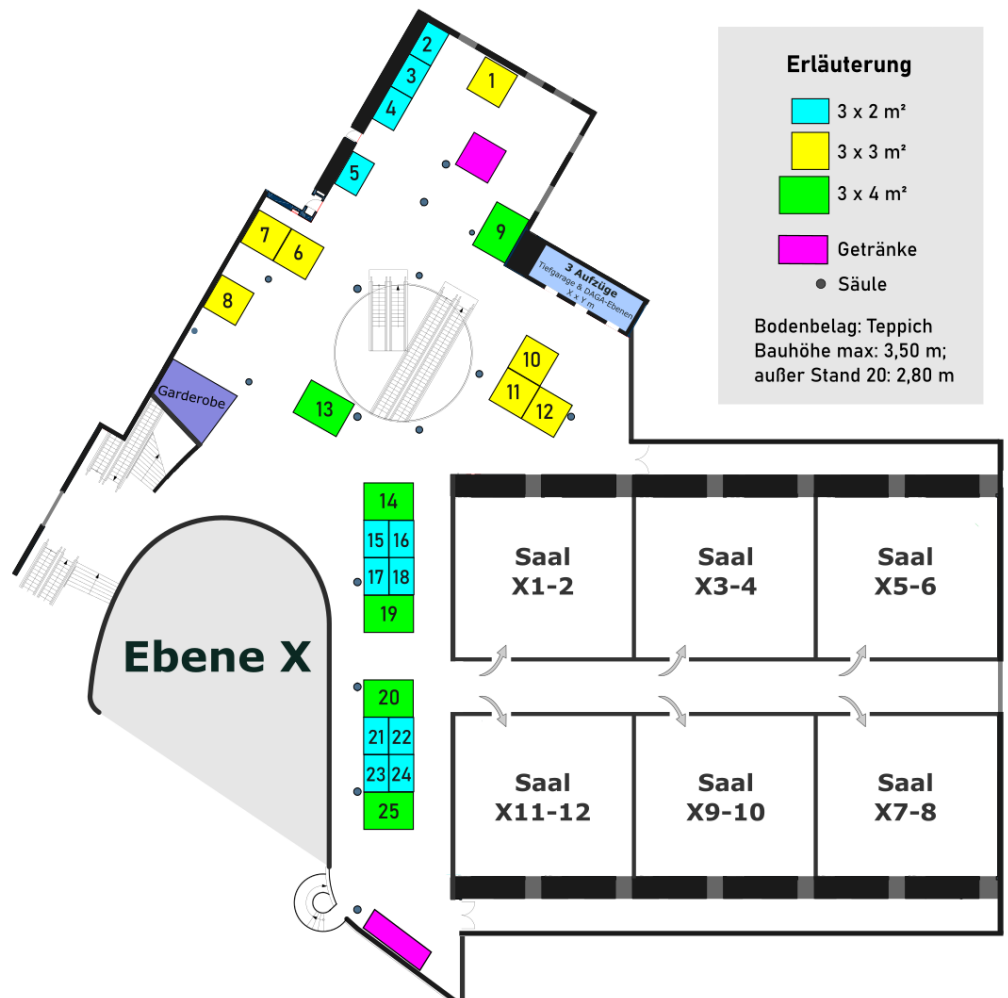 2
3
1
4
5
9
7
6
8
3 Aufzüge
Tiefgarage & DAGA-Ebenen
X x Y m
10
11
12
13
Garderobe
14
15 16
17 18
19
20
21 22
23 24
25
Ebene X
Saal
X1-2
Saal
X3-4
Saal
X5-6
Saal
X11-12
Saal
X9-10
Saal
X7-8
Erläuterung
3 x 2 m²
3 x 3 m²
3 x 4 m²
Getränke
Säule
Bodenbelag: Teppich
Bauhöhe max: 3,50 m;
außer Stand 20: 2,80 m